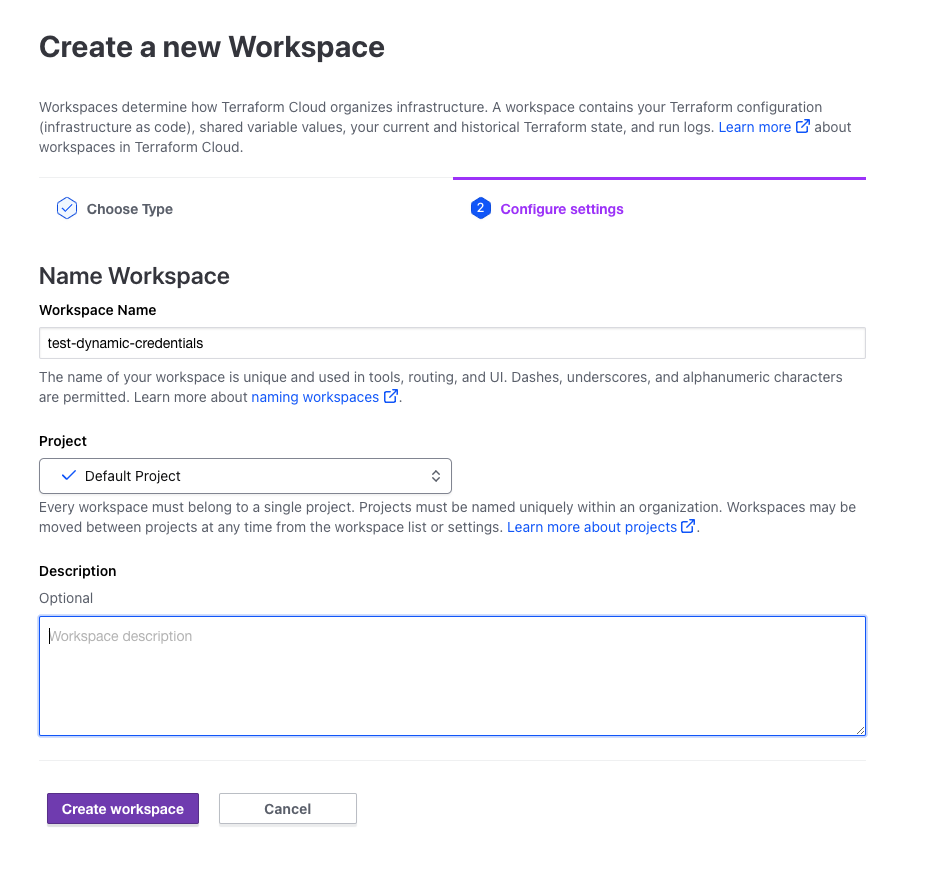 Create a new Workspace
Workspaces determine how Terraform Cloud organizes infrastructure. A workspace contains your Terraform configuration
(infrastructure as code), shared variable values, your current and historical Terraform state, and run logs. Learn more about
workspaces in Terraform Cloud.
Choose Type
2 Configure settings
Name Workspace
Workspace Name
test-dynamic-credentials
The name of your workspace is unique and used in tools, routing, and UI. Dashes, underscores, and alphanumeric characters
are permitted. Learn more about naming workspaces.
Project
Default Project
Every workspace must belong to a single project. Projects must be named uniquely within an organization. Workspaces may be
moved between projects at any time from the workspace list or settings. Learn more about projects.
Description
Optional
Workspace description
Create workspace
Cancel